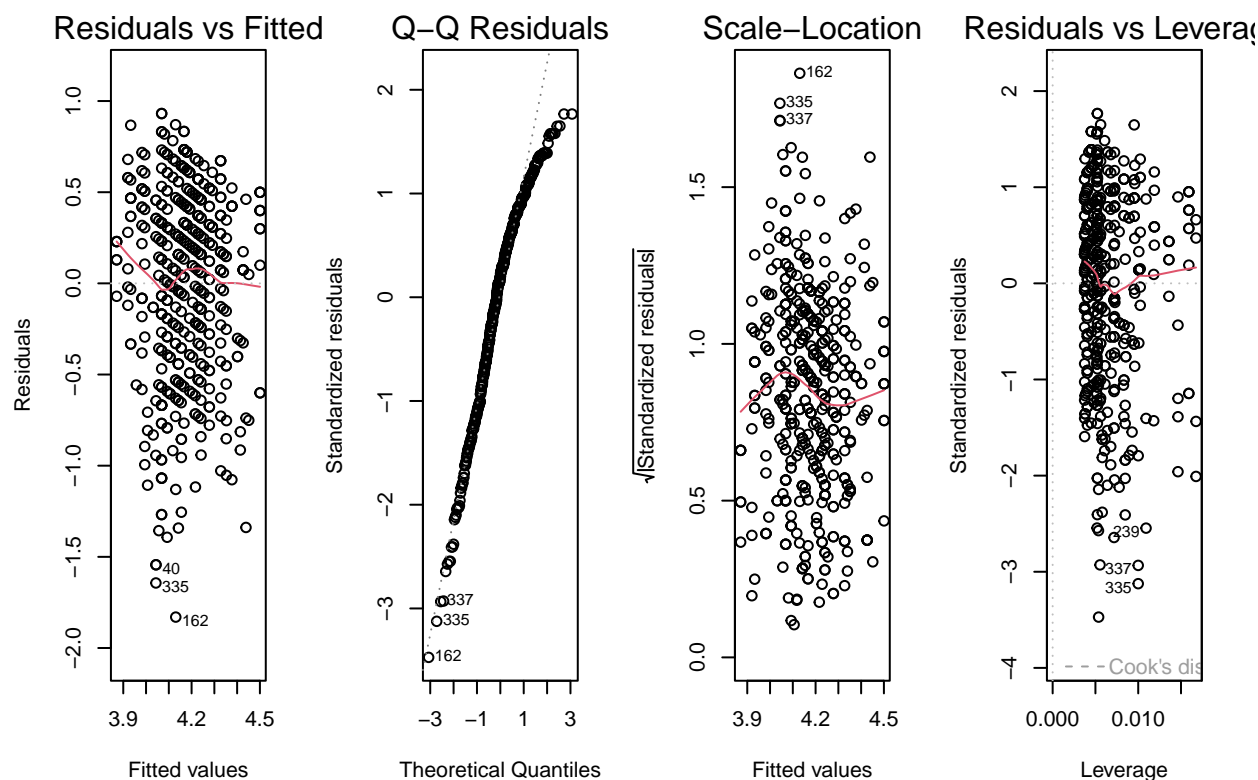 Residuals vs Fitted
Residuals
1.0
0.5
0.0
−0.5
−1.0
−1.5
−2.0
40
335
162
3.9 4.2 4.5
Fitted values
Q−Q Residuals
Standardized residuals
2
1
0
−1
−2
−3
337
335
162
−3 −1 1 3
Theoretical Quantiles
Scale−Location
√|Standardized residuals|
1.5
1.0
0.5
0.0
162
335
337
3.9 4.2 4.5
Fitted values
Residuals vs Leverag
Standardized residuals
2
1
0
−1
−2
−3
−4
239
337
335
Cook's dis
0.000 0.010
Leverage